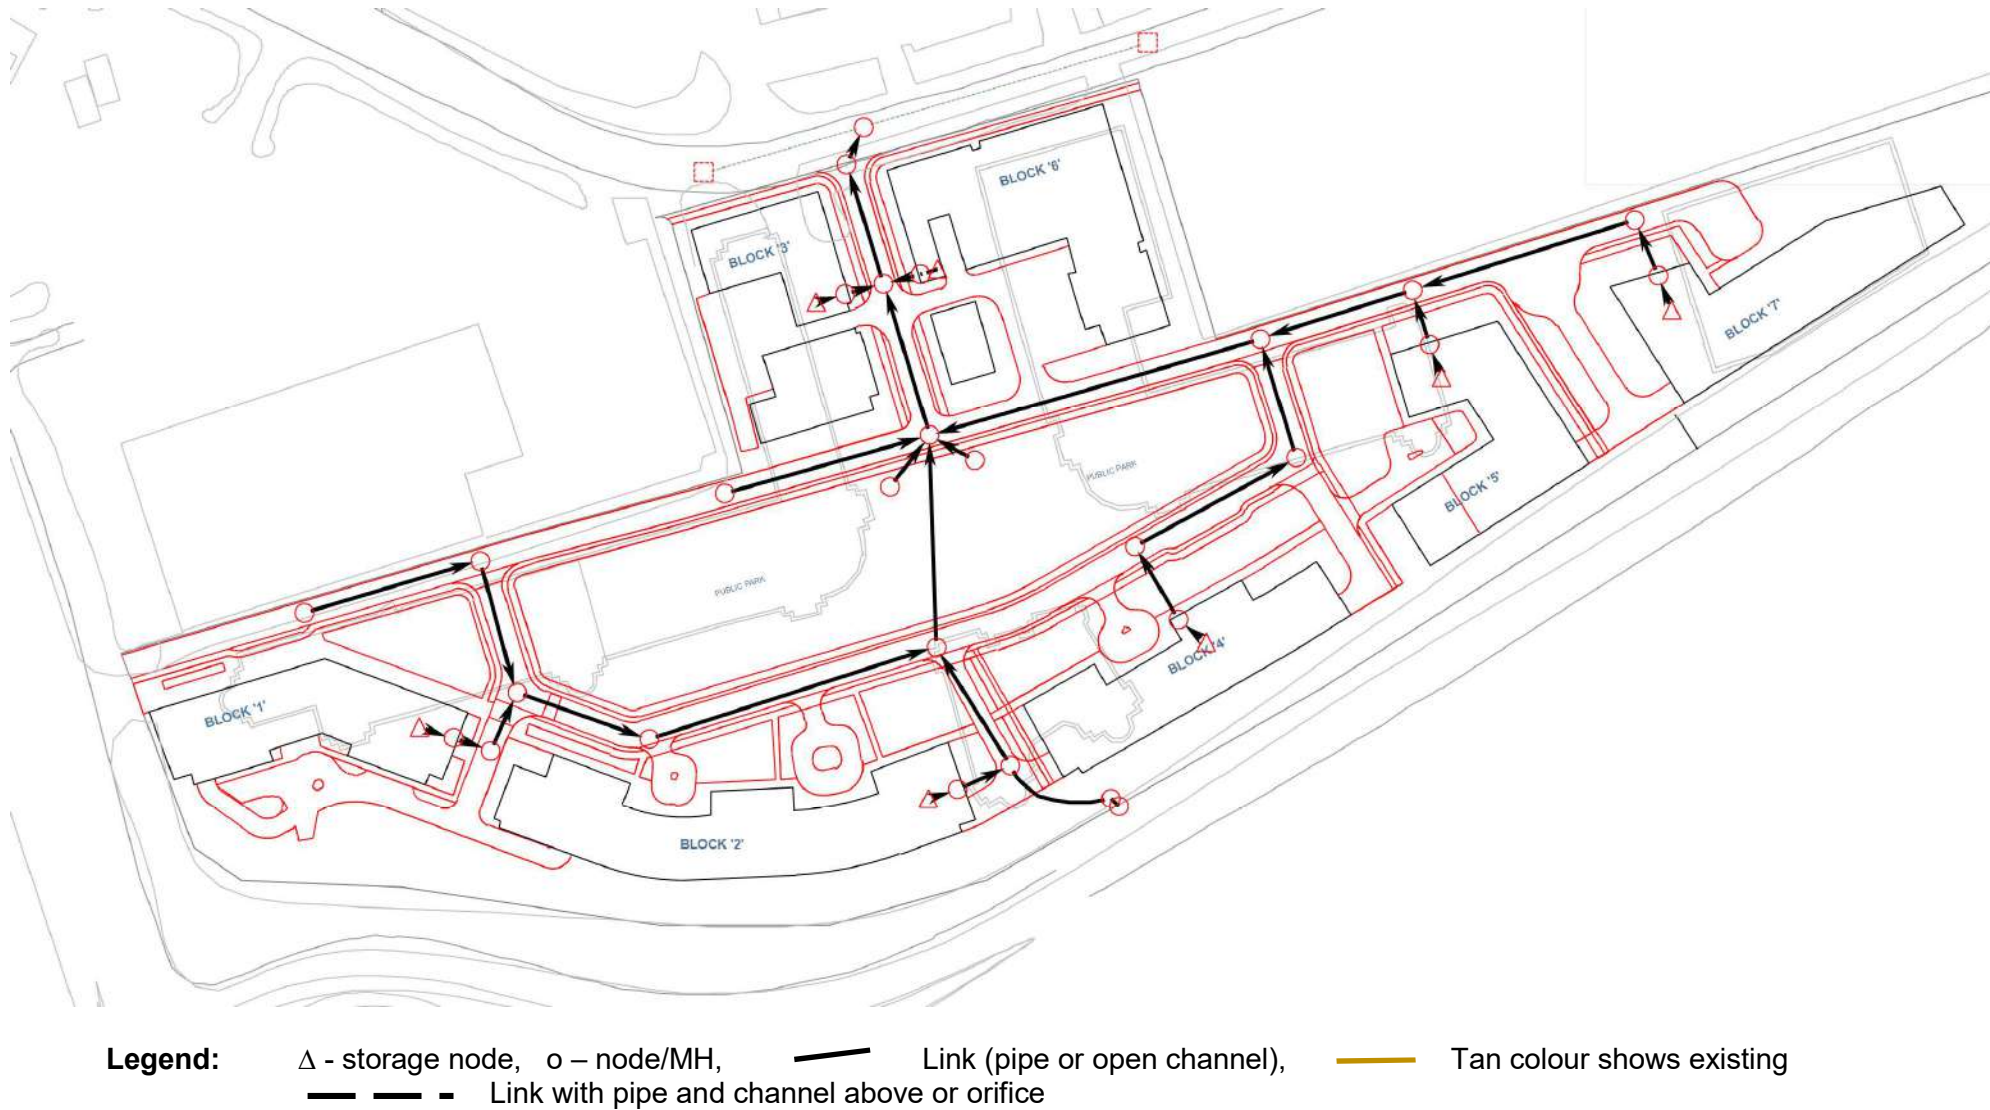 BLOCK '6'
BLOCK '3'
BLOCK '7'
PUBLIC PARK
BLOCK '5'
PUBLIC PARK
BLOCK '4'
BLOCK '1'
BLOCK '2'
Legend: Δ - storage node, o – node/MH, Link (pipe or open channel), Tan colour shows existing
Link with pipe and channel above or orifice